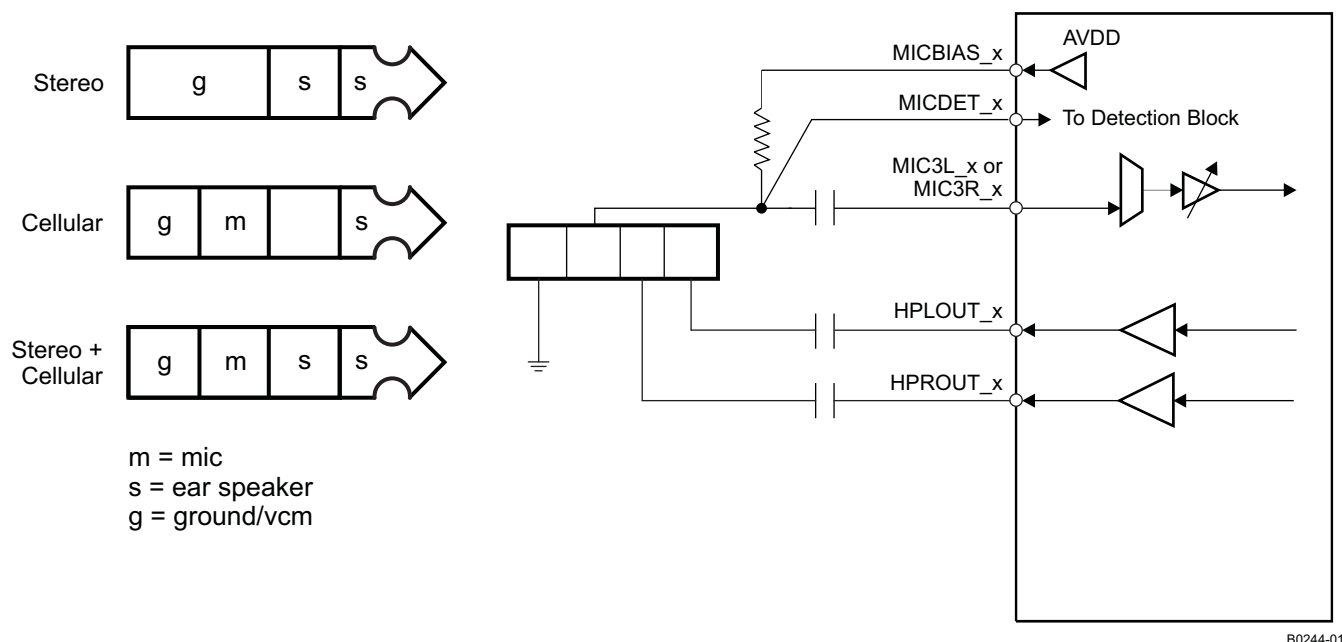 Stereo
g s s
Cellular
g m s
Stereo +
Cellular
g m s s
m = mic
s = ear speaker
g = ground/vcm
MICBIAS_x
AVDD
MICDET_x
To Detection Block
MIC3L_x or
MIC3R_x
HPLOUT_x
HPROUT_x
B0244-01